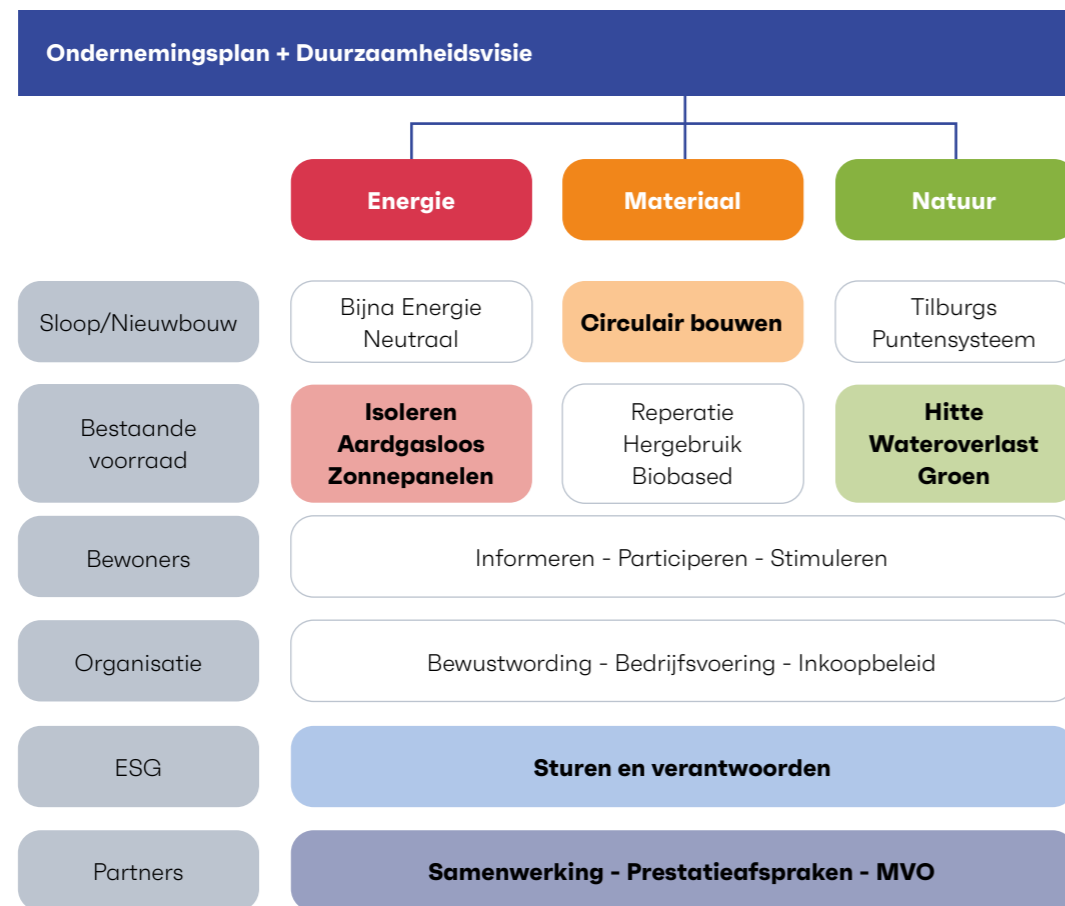 Ondernemingsplan + Duurzaamheidsvisie
Energie
Materiaal
Natuur
Sloop/Nieuwbouw
Bijna Energie
Neutraal
Circulair bouwen
Tilburgs
Puntensysteem
Bestaande
voorraad
Isoleren
Aardgasloos
Zonnepanelen
Reperatie
Hergebruik
Biobased
Hitte
Wateroverlast
Groen
Bewoners
Informeren - Participeren - Stimuleren
Organisatie
Bewustwording - Bedrijfsvoering - Inkoopbeleid
ESG
Sturen en verantwoorden
Partners
Samenwerking - Prestatieafspraken - MVO